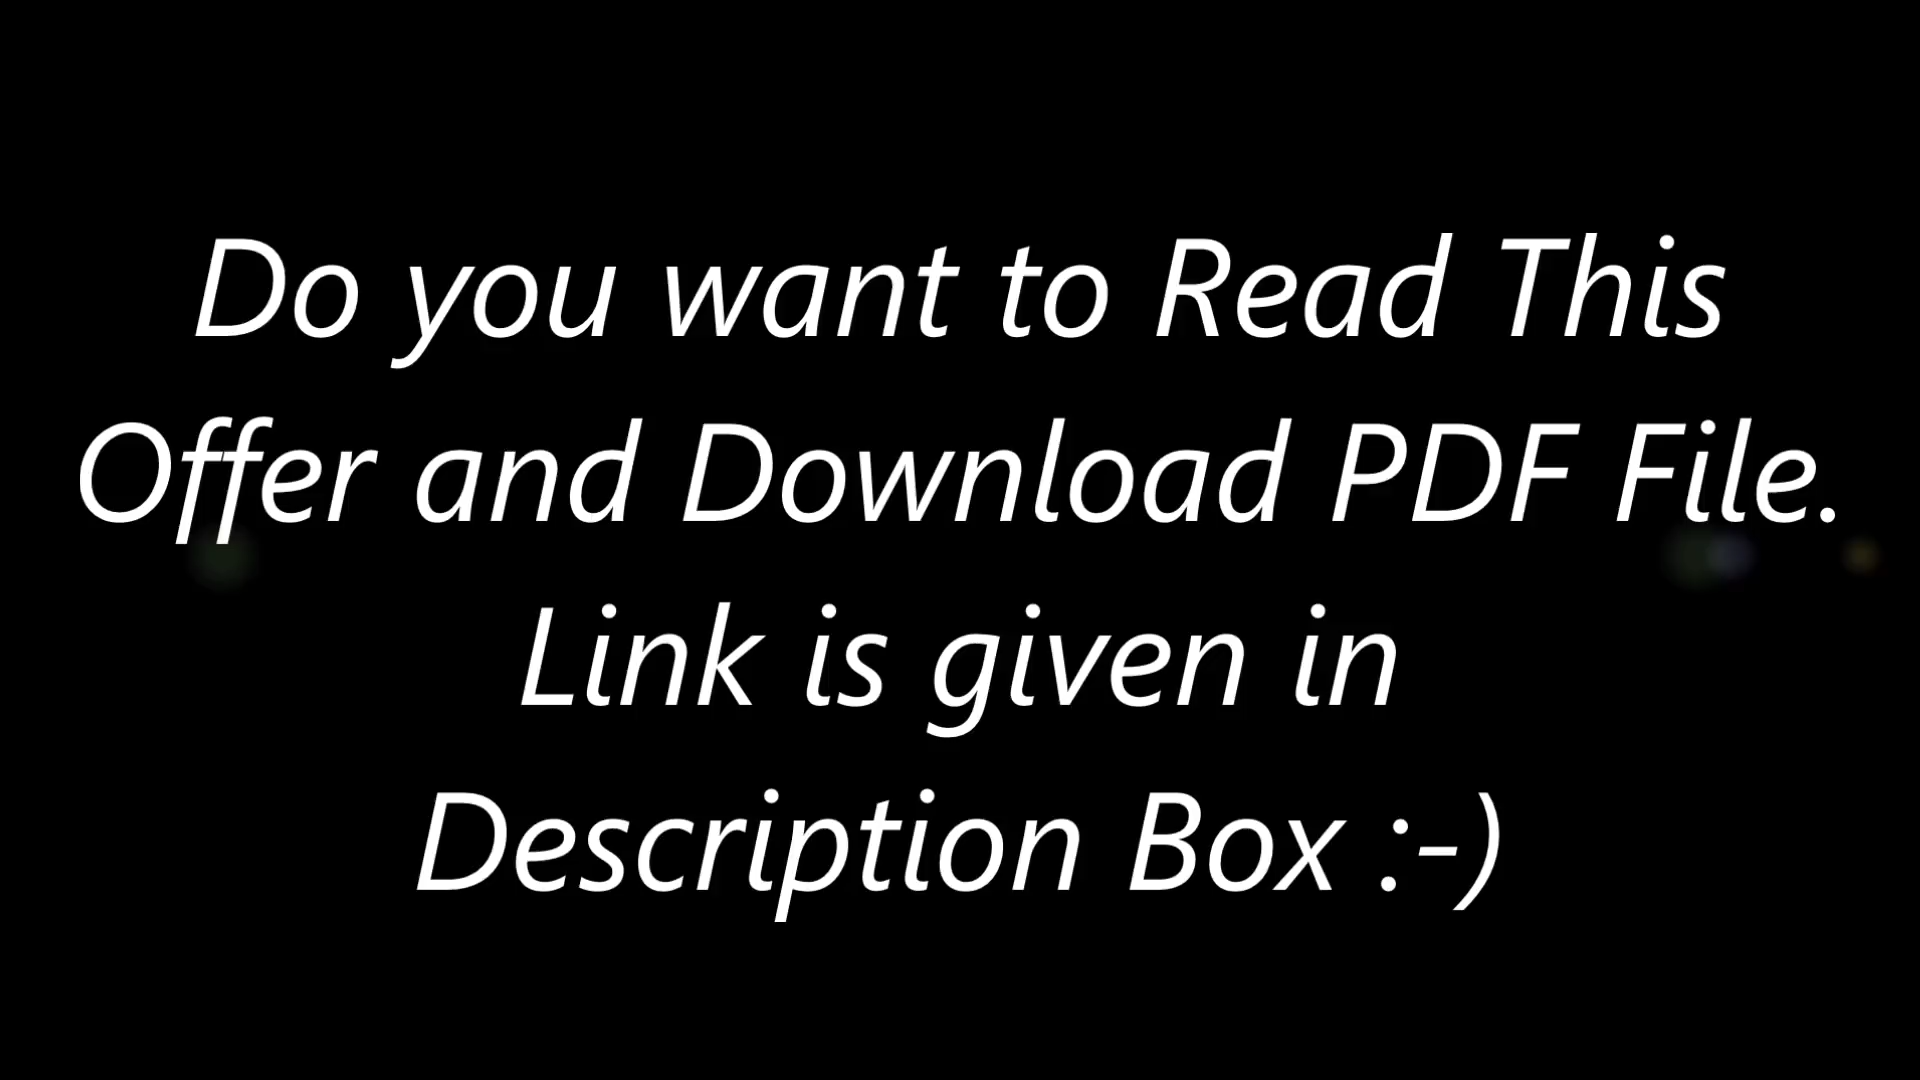 Do you want to Read This
Offer and Download PDF File.
Link is given in
Description Box :-)